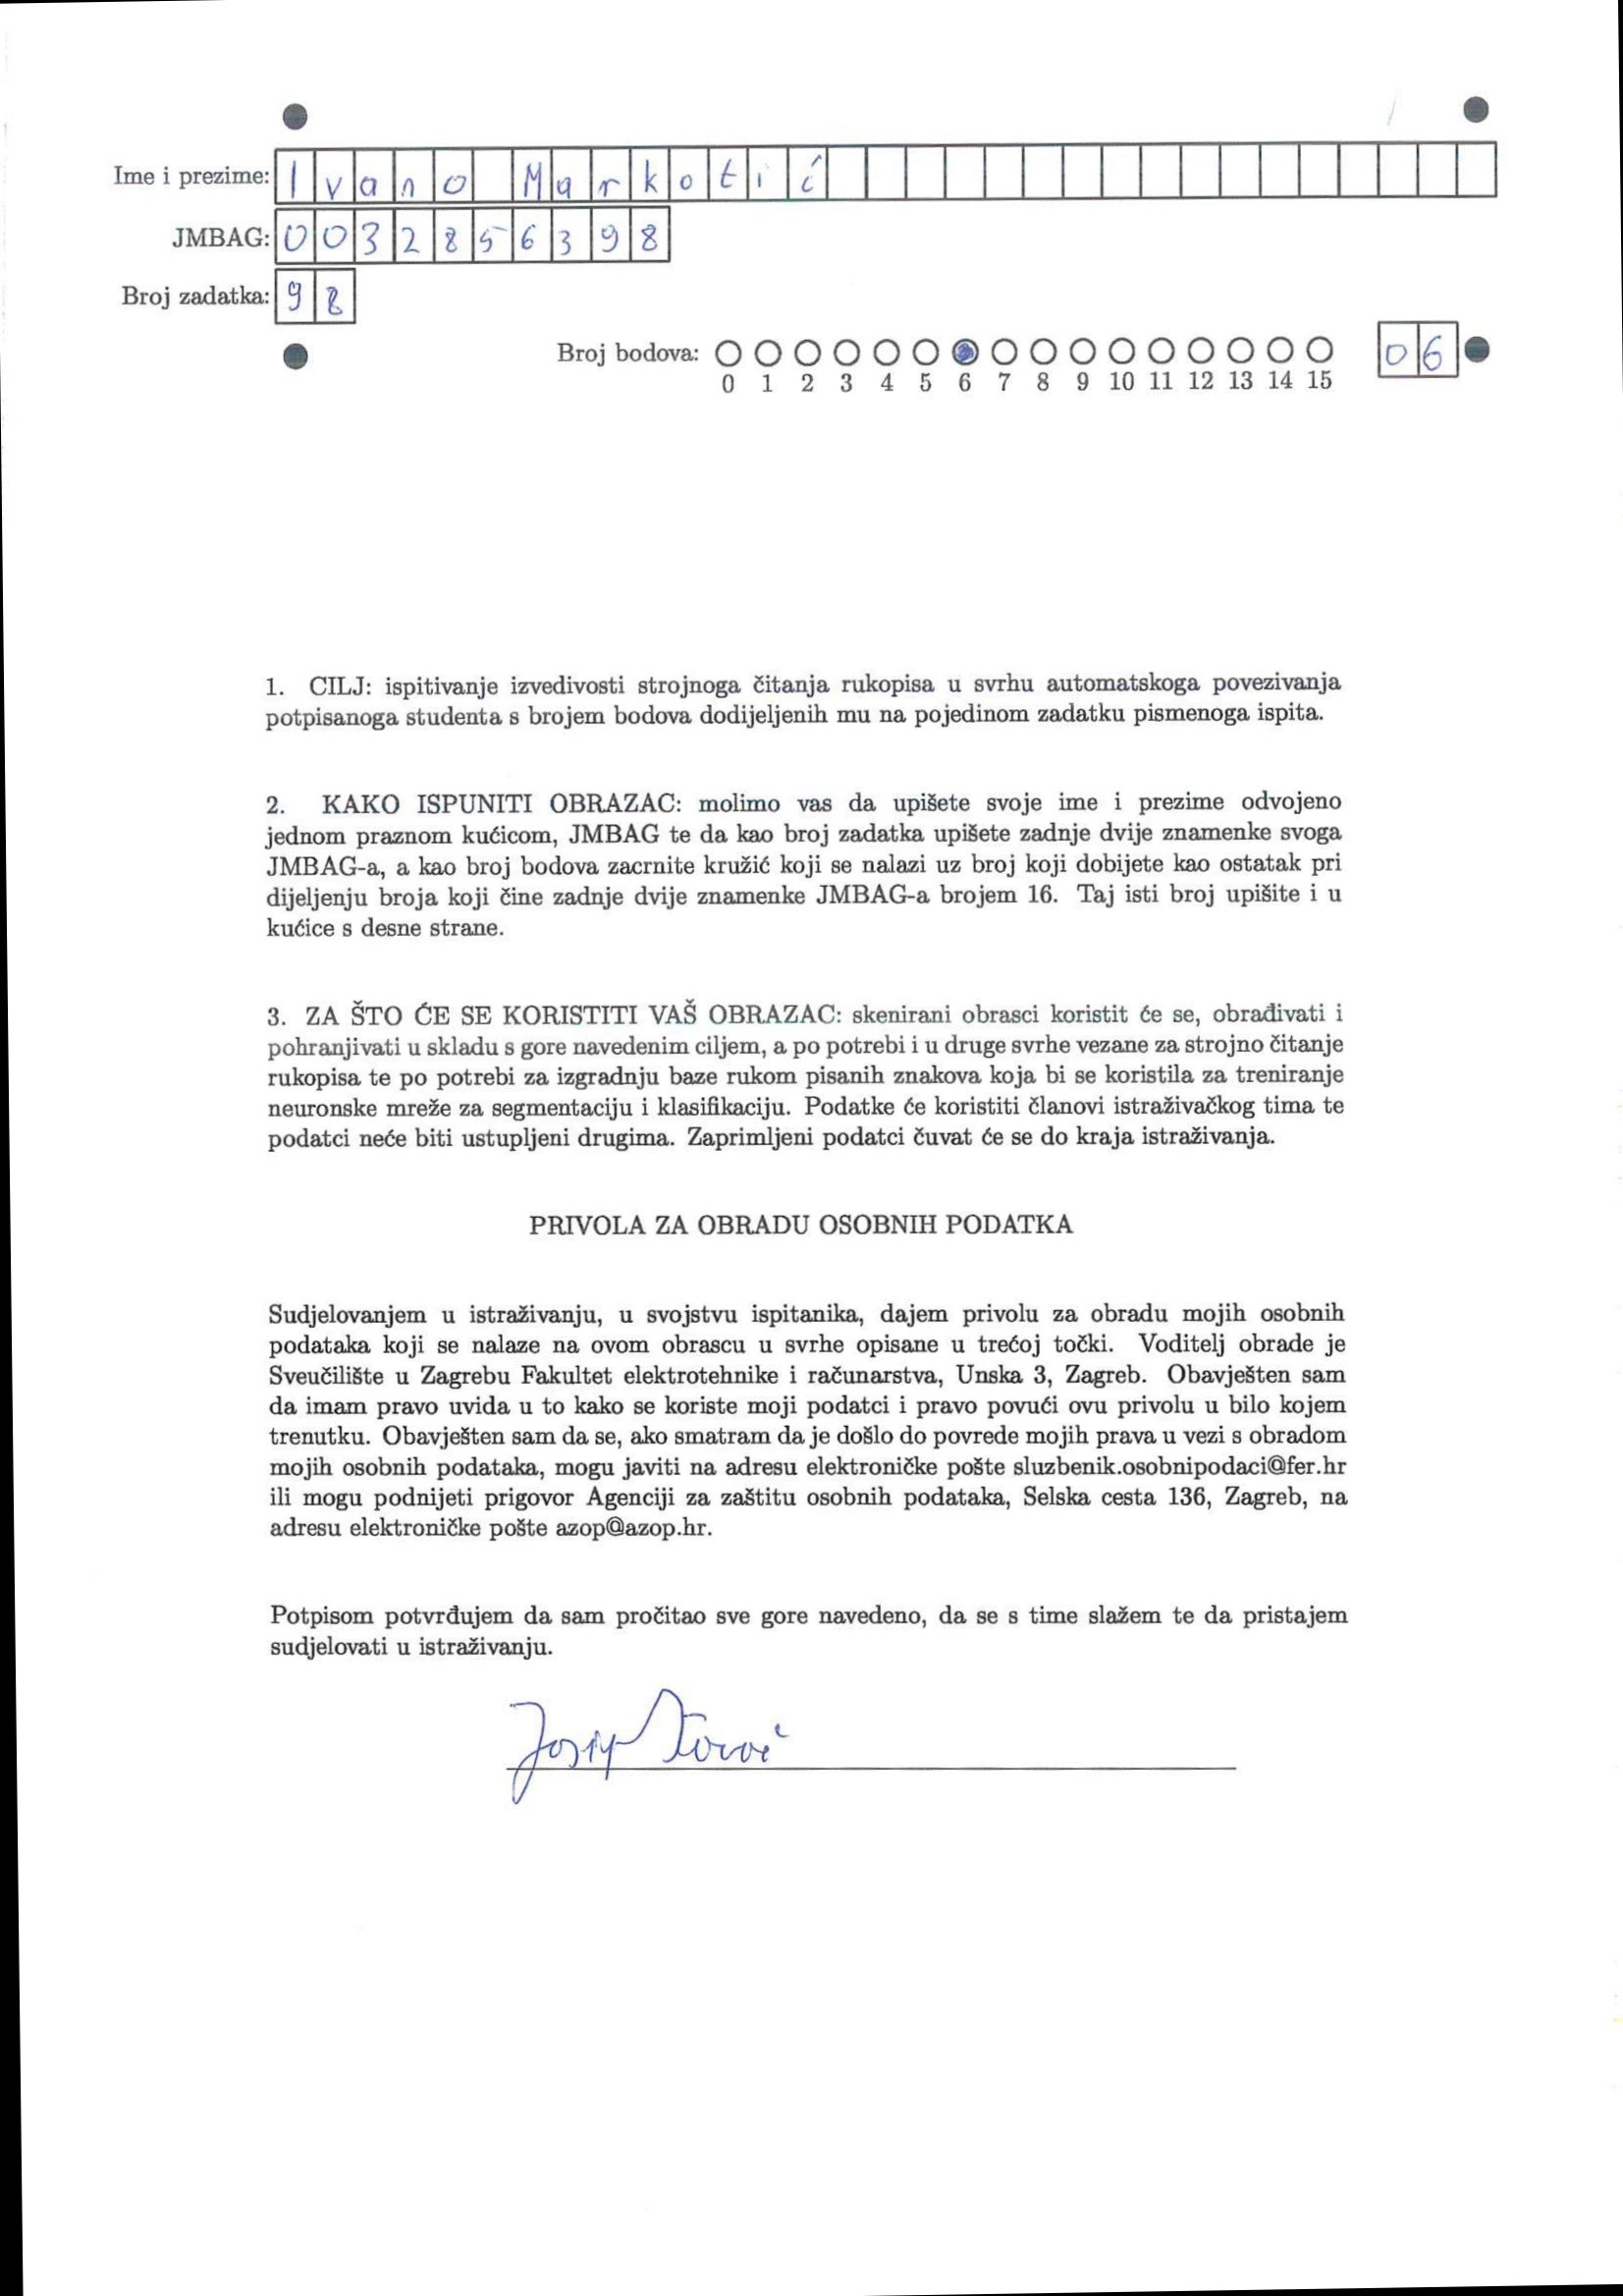 Ime i prezime: Ivano Markotić
JMBAG: 0032856398
Broj zadatka: 98
Broj bodova: 06
0 1 2 3 4 5 6 7 8 9 10 11 12 13 14 15
1. CILJ: ispitivanje izvedivosti strojnoga čitanja rukopisa u svrhu automatskoga povezivanja
potpisanoga studenta s brojem bodova dodijeljenih mu na pojedinom zadatku pismenoga ispita.
2. KAKO ISPUNITI OBRAZAC: molimo vas da upišete svoje ime i prezime odvojeno
jednom praznom kućicom, JMBAG te da kao broj zadatka upišete zadnje dvije znamenke svoga
JMBAG-a, a kao broj bodova zacrnite kružić koji se nalazi uz broj koji dobijete kao ostatak pri
dijeljenju broja koji čine zadnje dvije znamenke JMBAG-a brojem 16. Taj isti broj upišite i u
kućice s desne strane.
3. ZA ŠTO ĆE SE KORISTITI VAŠ OBRAZAC: skenirani obrasci koristit će se, obrađivati i
pohranjivati u skladu s gore navedenim ciljem, a po potrebi i u druge svrhe vezane za strojno čitanje
rukopisa te po potrebi za izgradnju baze rukom pisanih znakova koja bi se koristila za treniranje
neuronske mreže za segmentaciju i klasifikaciju. Podatke će koristiti članovi istraživačkog tima te
podatci neće biti ustupljeni drugima. Zaprimljeni podatci čuvat će se do kraja istraživanja.
PRIVOLA ZA OBRADU OSOBNIH PODATKA
Sudjelovanjem u istraživanju, u svojstvu ispitanika, dajem privolu za obradu mojih osobnih
podataka koji se nalaze na ovom obrascu u svrhe opisane u trećoj točki. Voditelj obrade je
Sveučilište u Zagrebu Fakultet elektrotehnike i računarstva, Unska 3, Zagreb. Obavješten sam
da imam pravo uvida u to kako se koriste moji podatci i pravo povući ovu privolu u bilo kojem
trenutku. Obavješten sam da se, ako smatram da je došlo do povrede mojih prava u vezi s obradom
mojih osobnih podataka, mogu javiti na adresu elektroničke pošte sluzbenik.osobnipodaci@fer.hr
ili mogu podnijeti prigovor Agenciji za zaštitu osobnih podataka, Selska cesta 136, Zagreb, na
adresu elektroničke pošte azop@azop.hr.
Potpisom potvrđujem da sam pročitao sve gore navedeno, da se s time slažem te da pristajem
sudjelovati u istraživanju.
Josip